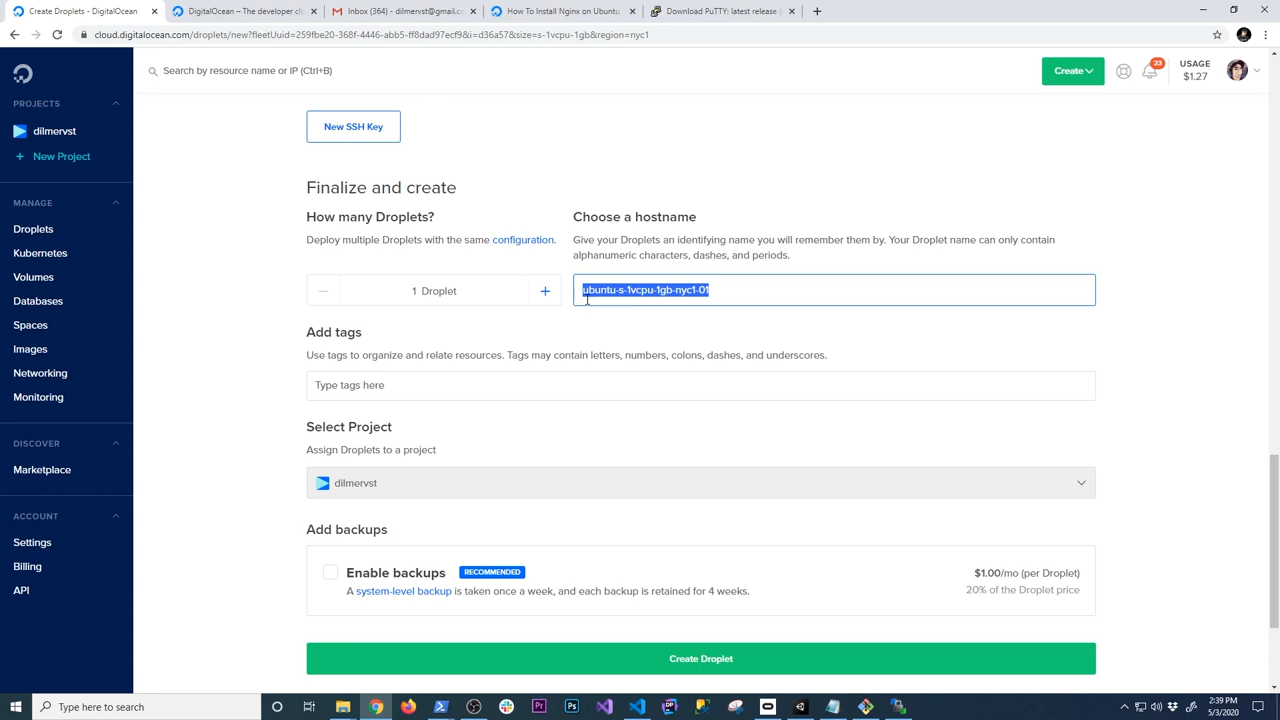 Create Droplets - DigitalOcean
DigitalOcean – The developer clo
Inbox (364) - dilmervst@gmail.co
How To Install Nginx on Ubuntu
Download PuTTY: latest release (
cloud.digitalocean.com/droplets/new?fleetUuid=259fbe20-368f-4446-abb5-ff8dad97ecf9&i=d36a57&size=s-1vcpu-1gb&region=nyc1
Search by resource name or IP (Ctrl+B)
Create
23
USAGE
$1.27
PROJECTS
dilmervst
+ New Project
MANAGE
Droplets
Kubernetes
Volumes
Databases
Spaces
Images
Networking
Monitoring
DISCOVER
Marketplace
ACCOUNT
Settings
Billing
API
New SSH Key
Finalize and create
How many Droplets?
Deploy multiple Droplets with the same configuration.
1 Droplet
Choose a hostname
Give your Droplets an identifying name you will remember them by. Your Droplet name can only contain
alphanumeric characters, dashes, and periods.
ubuntu-s-1vcpu-1gb-nyc1-01
Add tags
Use tags to organize and relate resources. Tags may contain letters, numbers, colons, dashes, and underscores.
Type tags here
Select Project
Assign Droplets to a project
dilmervst
Add backups
Enable backups RECOMMENDED
A system-level backup is taken once a week, and each backup is retained for 4 weeks.
$1.00/mo (per Droplet)
20% of the Droplet price
Create Droplet
Type here to search
2:39 PM
5/3/2020